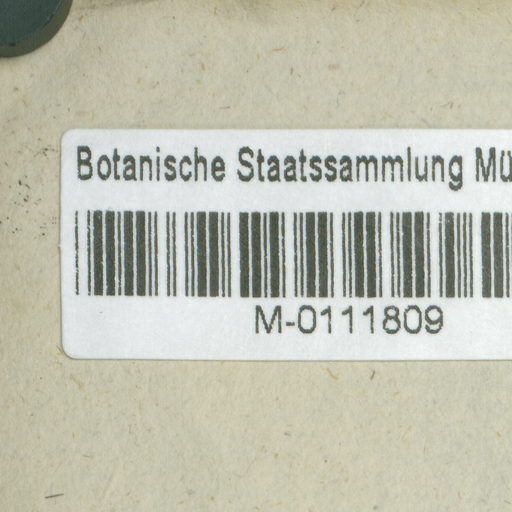 Botanische Staatssammlung Mü
M-0111809